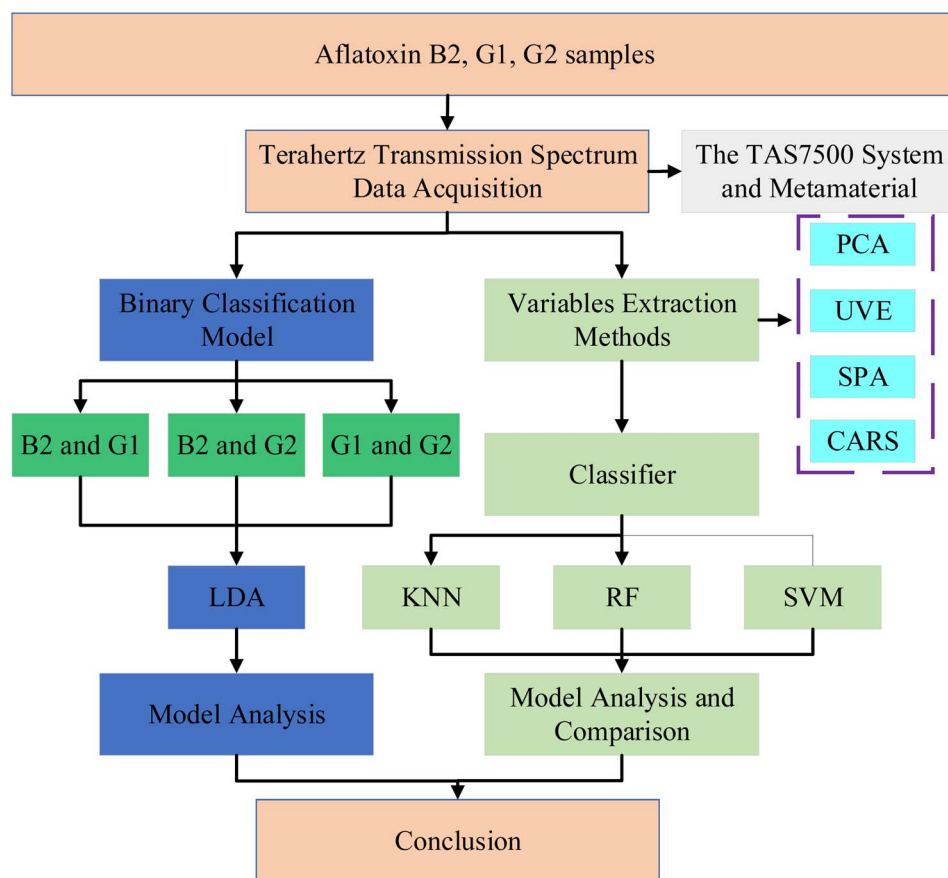 Aflatoxin B2, G1, G2 samples
Terahertz Transmission Spectrum
Data Acquisition
The TAS7500 System
and Metamaterial
Binary Classification
Model
Variables Extraction
Methods
PCA
UVE
SPA
CARS
B2 and G1
B2 and G2
G1 and G2
Classifier
LDA
KNN
RF
SVM
Model Analysis
Model Analysis and
Comparison
Conclusion